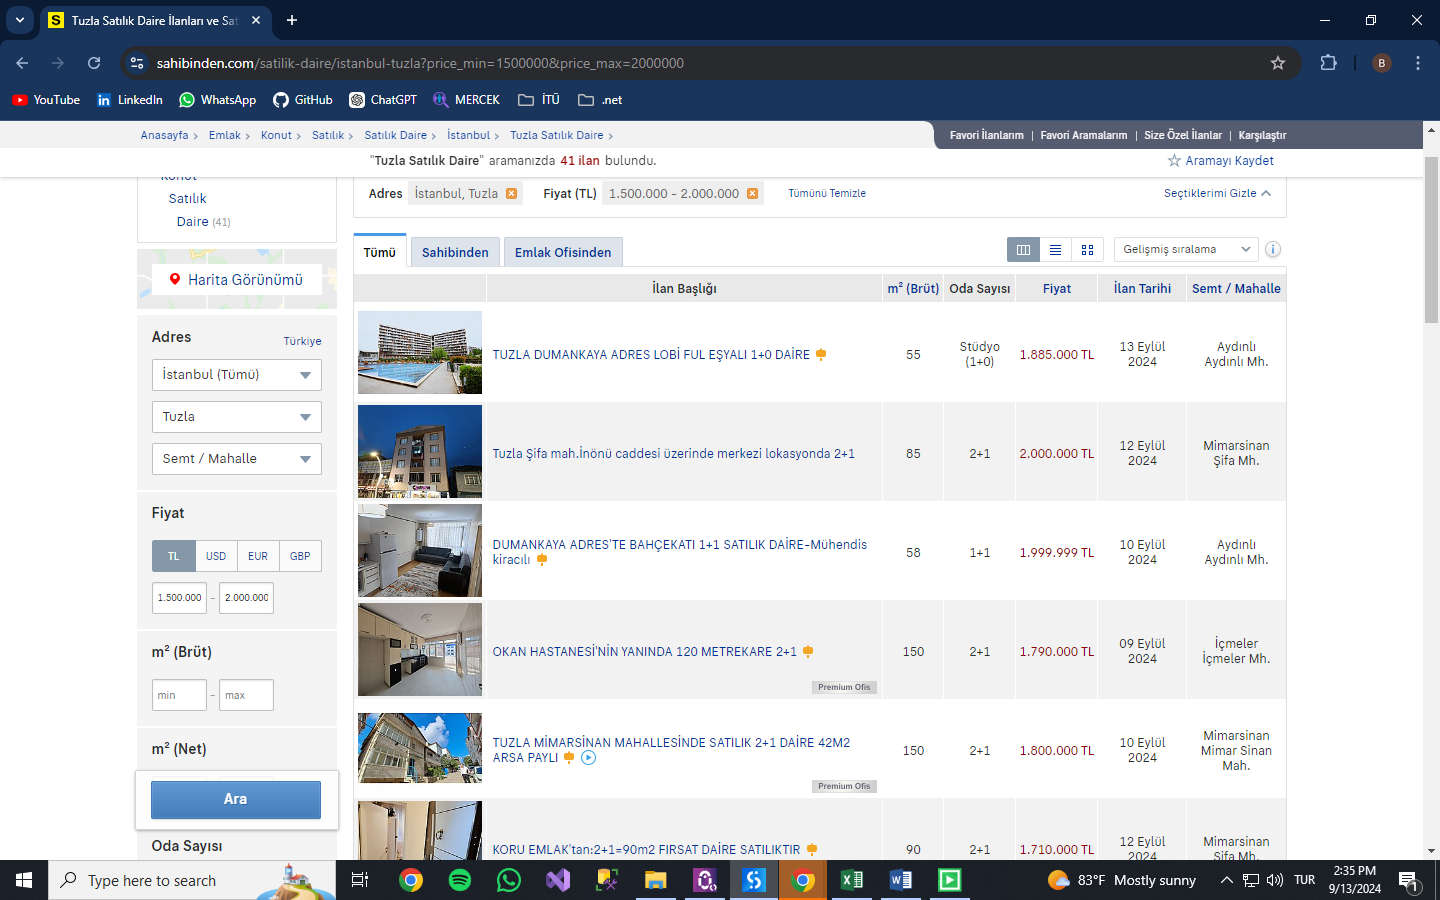 Tuzla Satılık Daire İlanları ve Sat
sahibinden.com/satilik-daire/istanbul-tuzla?price_min=1500000&price_max=2000000
B
YouTube LinkedIn WhatsApp GitHub ChatGPT MERCEK İTÜ .net
Anasayfa > Emlak > Konut > Satılık > Satılık Daire > İstanbul > Tuzla Satılık Daire >
Favori İlanlarım | Favori Aramalarım | Size Özel İlanlar | Karşılaştır
"Tuzla Satılık Daire" aramanızda 41 ilan bulundu.
Aramayı Kaydet
Konut
Satılık
Daire (41)
Harita Görünümü
Adres
Türkiye
İstanbul (Tümü)
Tuzla
Semt / Mahalle
Fiyat
TL USD EUR GBP
1.500.000 - 2.000.000
m² (Brüt)
min - max
m² (Net)
Ara
Oda Sayısı
Adres İstanbul, Tuzla Fiyat (TL) 1.500.000 - 2.000.000 Tümünü Temizle
Seçtiklerimi Gizle
Tümü Sahibinden Emlak Ofisinden
Gelişmiş sıralama
İlan Başlığı m² (Brüt) Oda Sayısı Fiyat İlan Tarihi Semt / Mahalle
TUZLA DUMANKAYA ADRES LOBİ FUL EŞYALI 1+0 DAİRE
55
Stüdyo
(1+0)
1.885.000 TL
13 Eylül
2024
Aydınlı
Aydınlı Mh.
Tuzla Şifa mah.İnönü caddesi üzerinde merkezi lokasyonda 2+1
85
2+1
2.000.000 TL
12 Eylül
2024
Mimarsinan
Şifa Mh.
DUMANKAYA ADRES'TE BAHÇEKATI 1+1 SATILIK DAİRE-Mühendis
kiracılı
58
1+1
1.999.999 TL
10 Eylül
2024
Aydınlı
Aydınlı Mh.
OKAN HASTANESİ'NİN YANINDA 120 METREKARE 2+1
Premium Ofis
150
2+1
1.790.000 TL
09 Eylül
2024
İçmeler
İçmeler Mh.
TUZLA MİMARSİNAN MAHALLESİNDE SATILIK 2+1 DAİRE 42M2
ARSA PAYLI
Premium Ofis
150
2+1
1.800.000 TL
10 Eylül
2024
Mimarsinan
Mimar Sinan
Mah.
KORU EMLAK'tan:2+1=90m2 FIRSAT DAİRE SATILIKTIR
90
2+1
1.710.000 TL
12 Eylül
2024
Mimarsinan
Şifa Mh.
Type here to search
83°F Mostly sunny
TUR
2:35 PM
9/13/2024
1